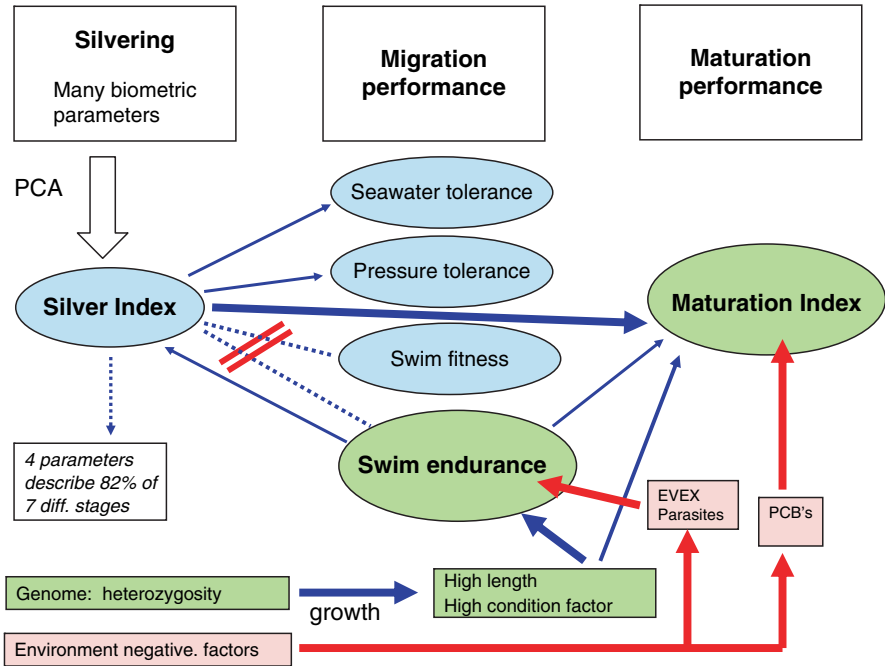 Silvering
Many biometric
parameters
Migration
performance
Maturation
performance
PCA
Seawater tolerance
Pressure tolerance
Silver Index
Maturation Index
Swim fitness
Swim endurance
4 parameters
describe 82% of
7 diff. stages
EVEX
Parasites
PCB's
Genome: heterozygosity
growth
High length
High condition factor
Environment negative. factors